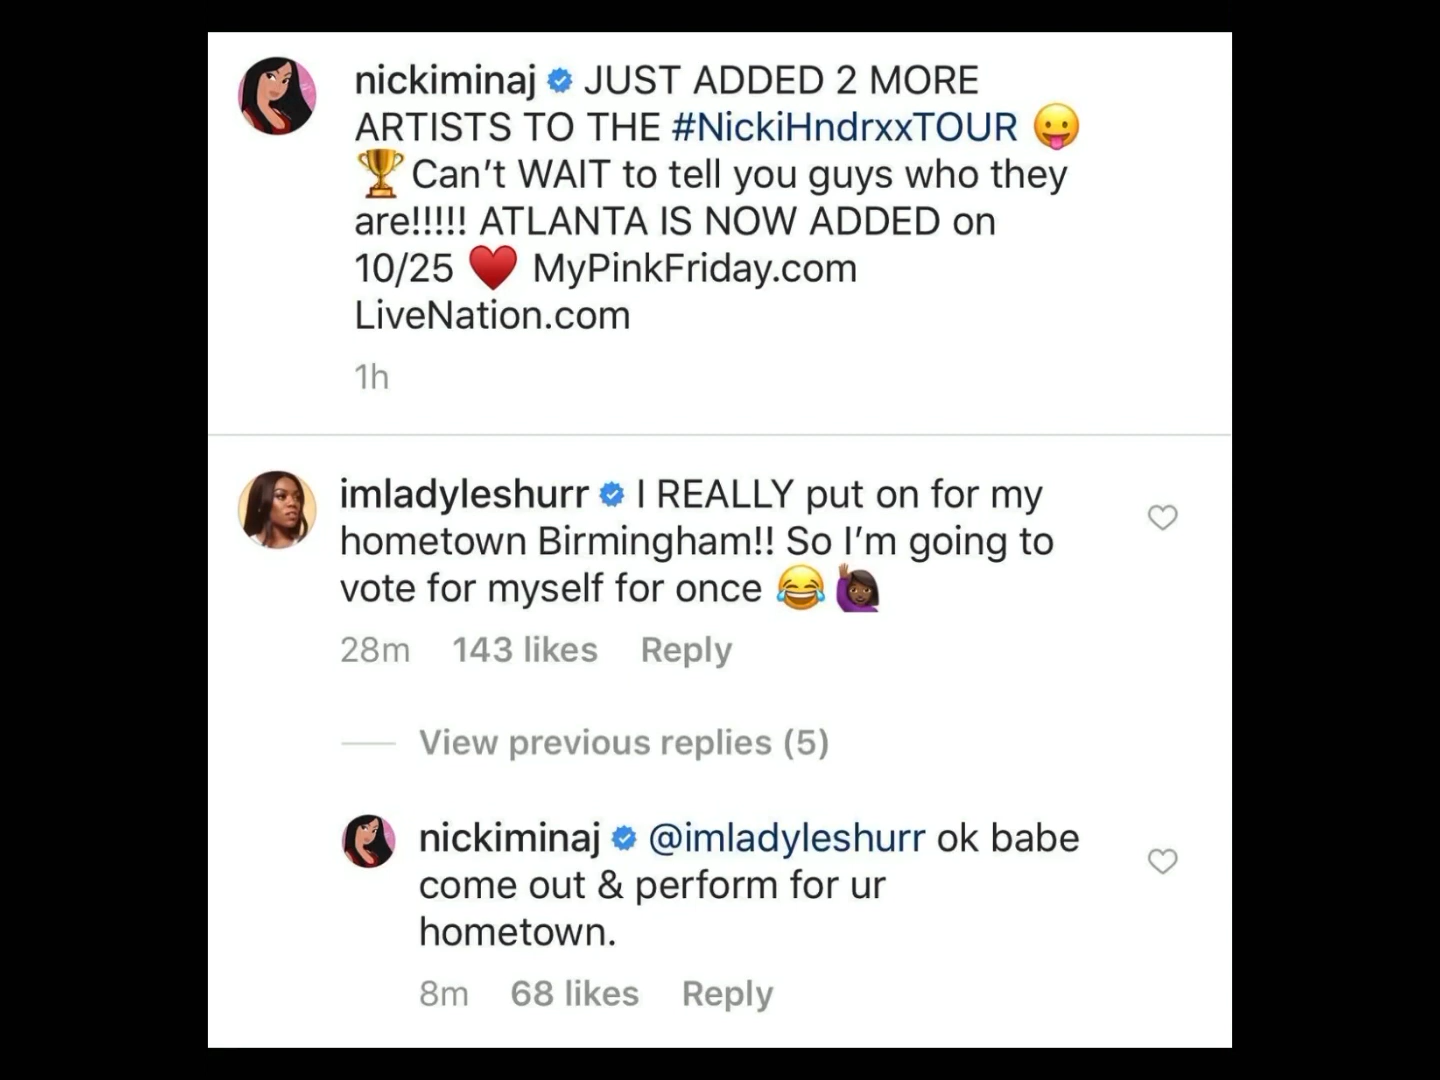 nickiminaj JUST ADDED 2 MORE
ARTISTS TO THE #NickiHndrxxTOUR 😛
🏆Can't WAIT to tell you guys who they
are!!!!! ATLANTA IS NOW ADDED on
10/25 ♥️ MyPinkFriday.com
LiveNation.com
1h
imladyleshurr I REALLY put on for my
hometown Birmingham!! So I'm going to
vote for myself for once 😂🙋🏾‍♀️
28m 143 likes Reply
View previous replies (5)
nickiminaj @imladyleshurr ok babe
come out & perform for ur
hometown.
8m 68 likes Reply